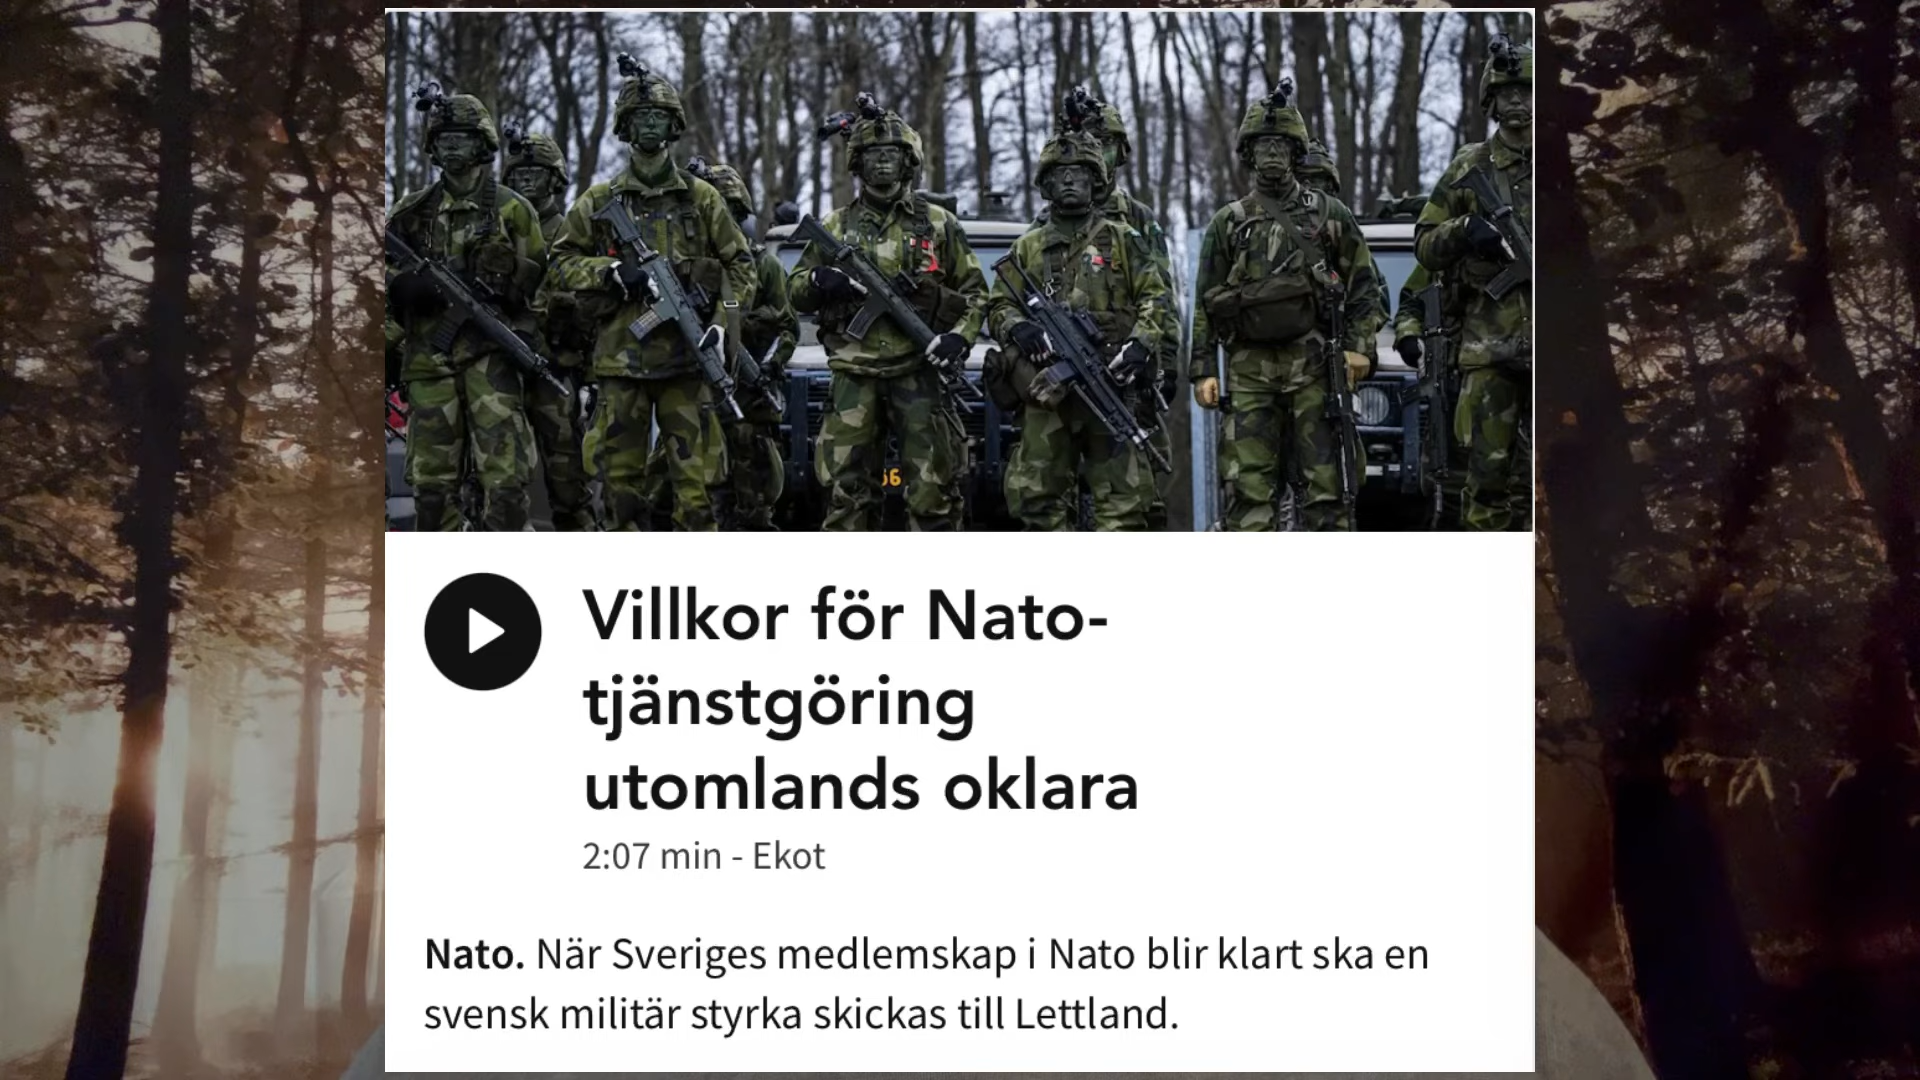 56
Villkor för Nato-
tjänstgöring
utomlands oklara
2:07 min - Ekot
Nato. När Sveriges medlemskap i Nato blir klart ska en
svensk militär styrka skickas till Lettland.